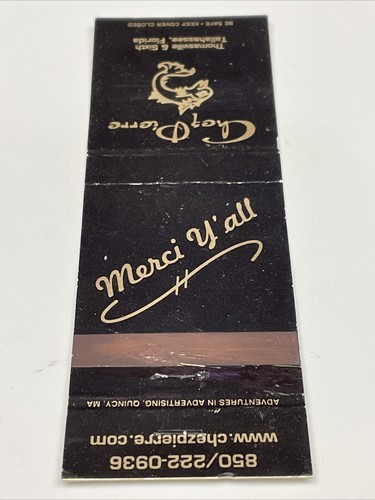 BE SAFE • KEEP COVER CLOSED
Thomasville & Sixth
Tallahassee, Florida
Chez Pierre
Merci Y'all
ADVENTURES IN ADVERTISING, QUINCY, MA
www.chezpierre.com
850/222-0936